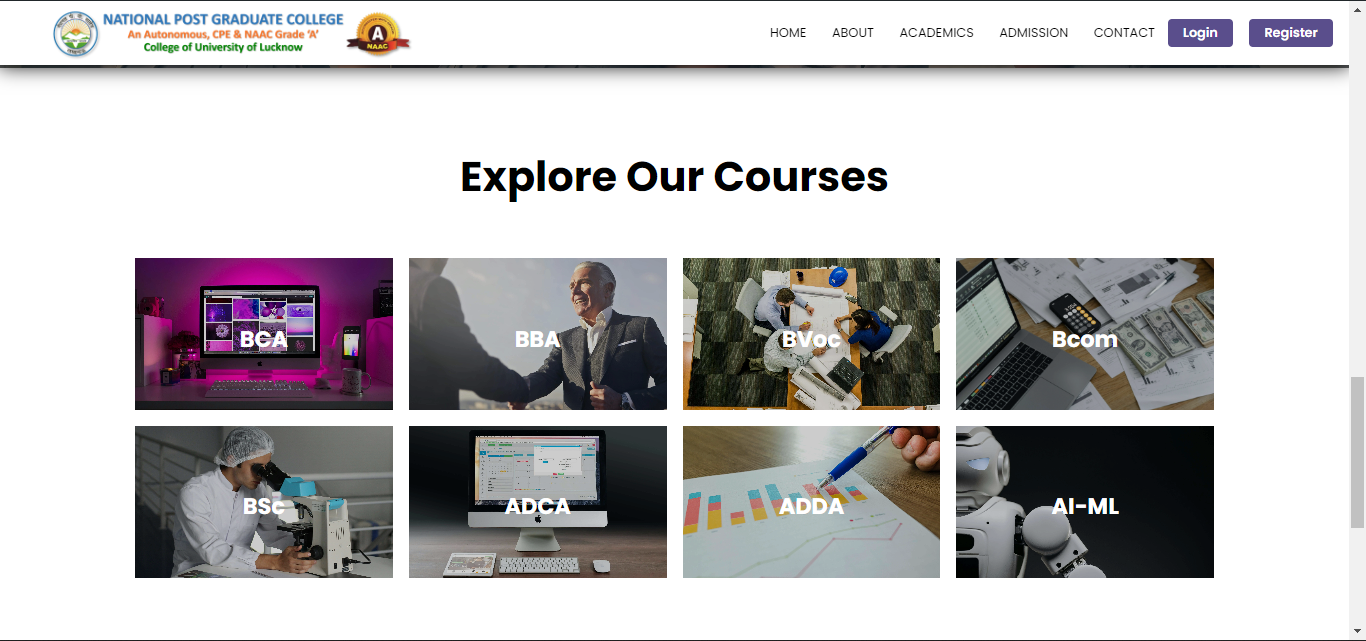 NATIONAL POST GRADUATE COLLEGE
An Autonomous, CPE & NAAC Grade 'A'
College of University of Lucknow
A
NAAC
HOME ABOUT ACADEMICS ADMISSION CONTACT Login Register
Explore Our Courses
BCA BBA BVoc Bcom
BSc ADCA ADDA AI-ML